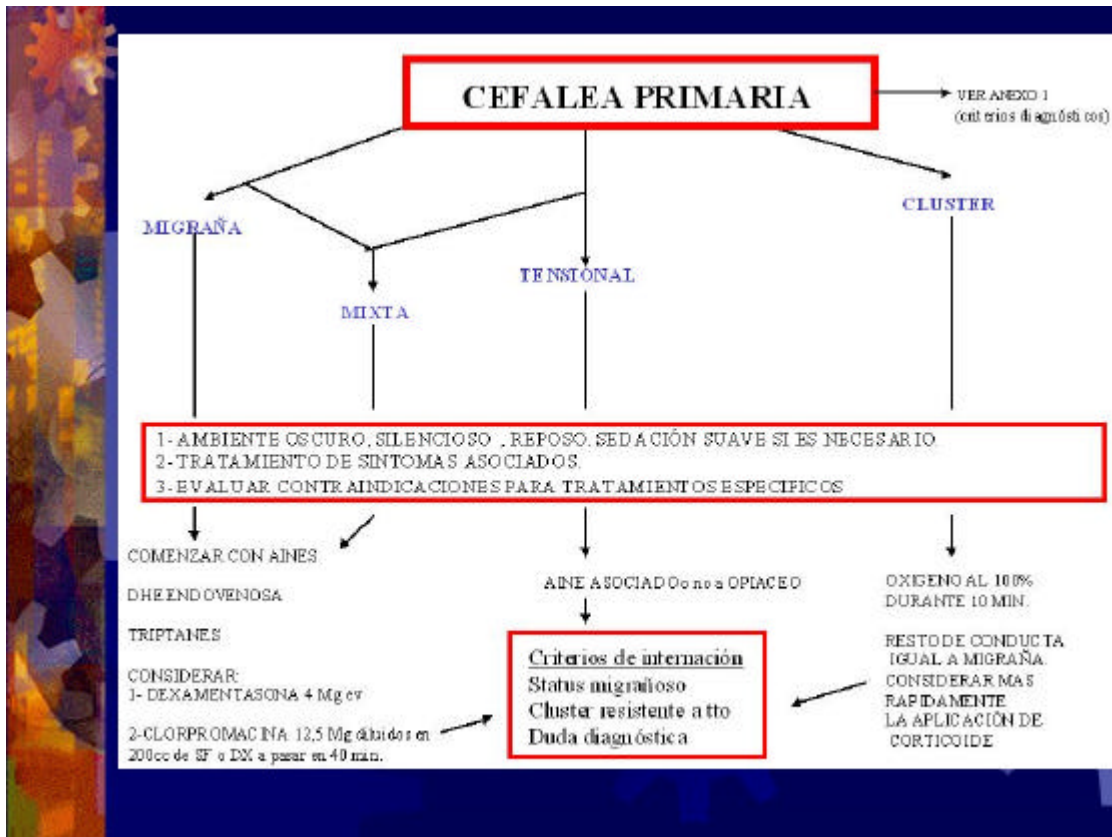 CEFALEA PRIMARIA
VER ANEXO 1
(criterios diagnósticos)
MIGRAÑA
CLUSTER
TENSIONAL
MIXTA
1- AMBIENTE OSCURO, SILENCIOSO , REPOSO. SEDACIÓN SUAVE SI ES NECESARIO.
2- TRATAMIENTO DE SINTOMAS ASOCIADOS.
3- EVALUAR CONTRAINDICACIONES PARA TRATAMIENTOS ESPECIFICOS
COMENZAR CON AINES
DHE ENDOVENOSA
TRIPTANES
CONSIDERAR:
1- DEXAMENTASONA 4 Mg ev
2-CLORPROMACINA 12,5 Mg diluidos en
200cc de SF o DX a pasar en 40 min.
AINE ASOCIADO o no a OPIACEO
Criterios de internación
Status migrañoso
Cluster resistente a tto
Duda diagnóstica
OXIGENO AL 100%
DURANTE 10 MIN.
RESTO DE CONDUCTA
IGUAL A MIGRAÑA.
CONSIDERAR MAS
RAPIDAMENTE
LA APLICACIÓN DE
CORTICOIDE